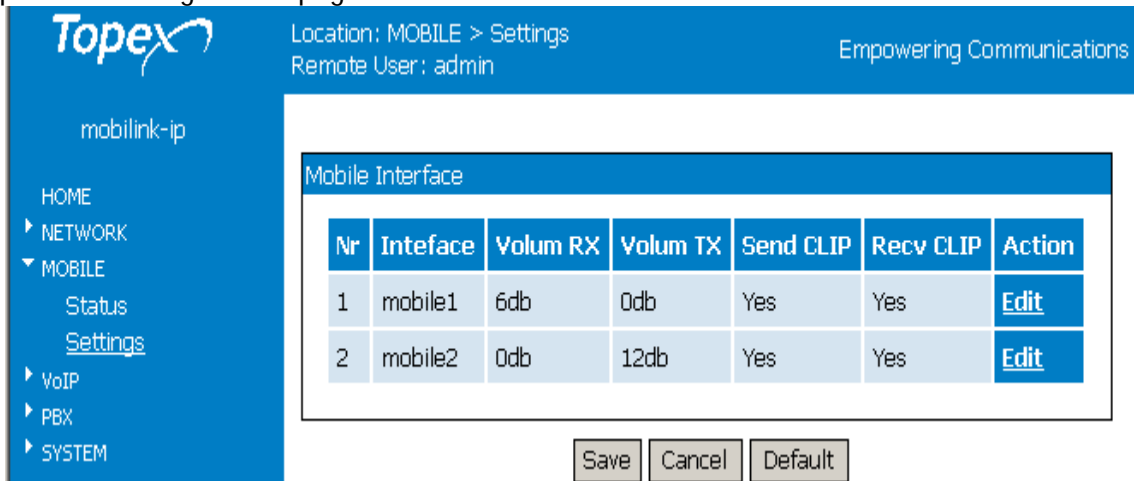 Topex
Location: MOBILE > Settings
Remote User: admin
Empowering Communications
mobilink-ip
HOME
NETWORK
MOBILE
Status
Settings
VoIP
PBX
SYSTEM
Mobile Interface
Nr Inteface Volum RX Volum TX Send CLIP Recv CLIP Action
1 mobile1 6db 0db Yes Yes Edit
2 mobile2 0db 12db Yes Yes Edit
Save Cancel Default